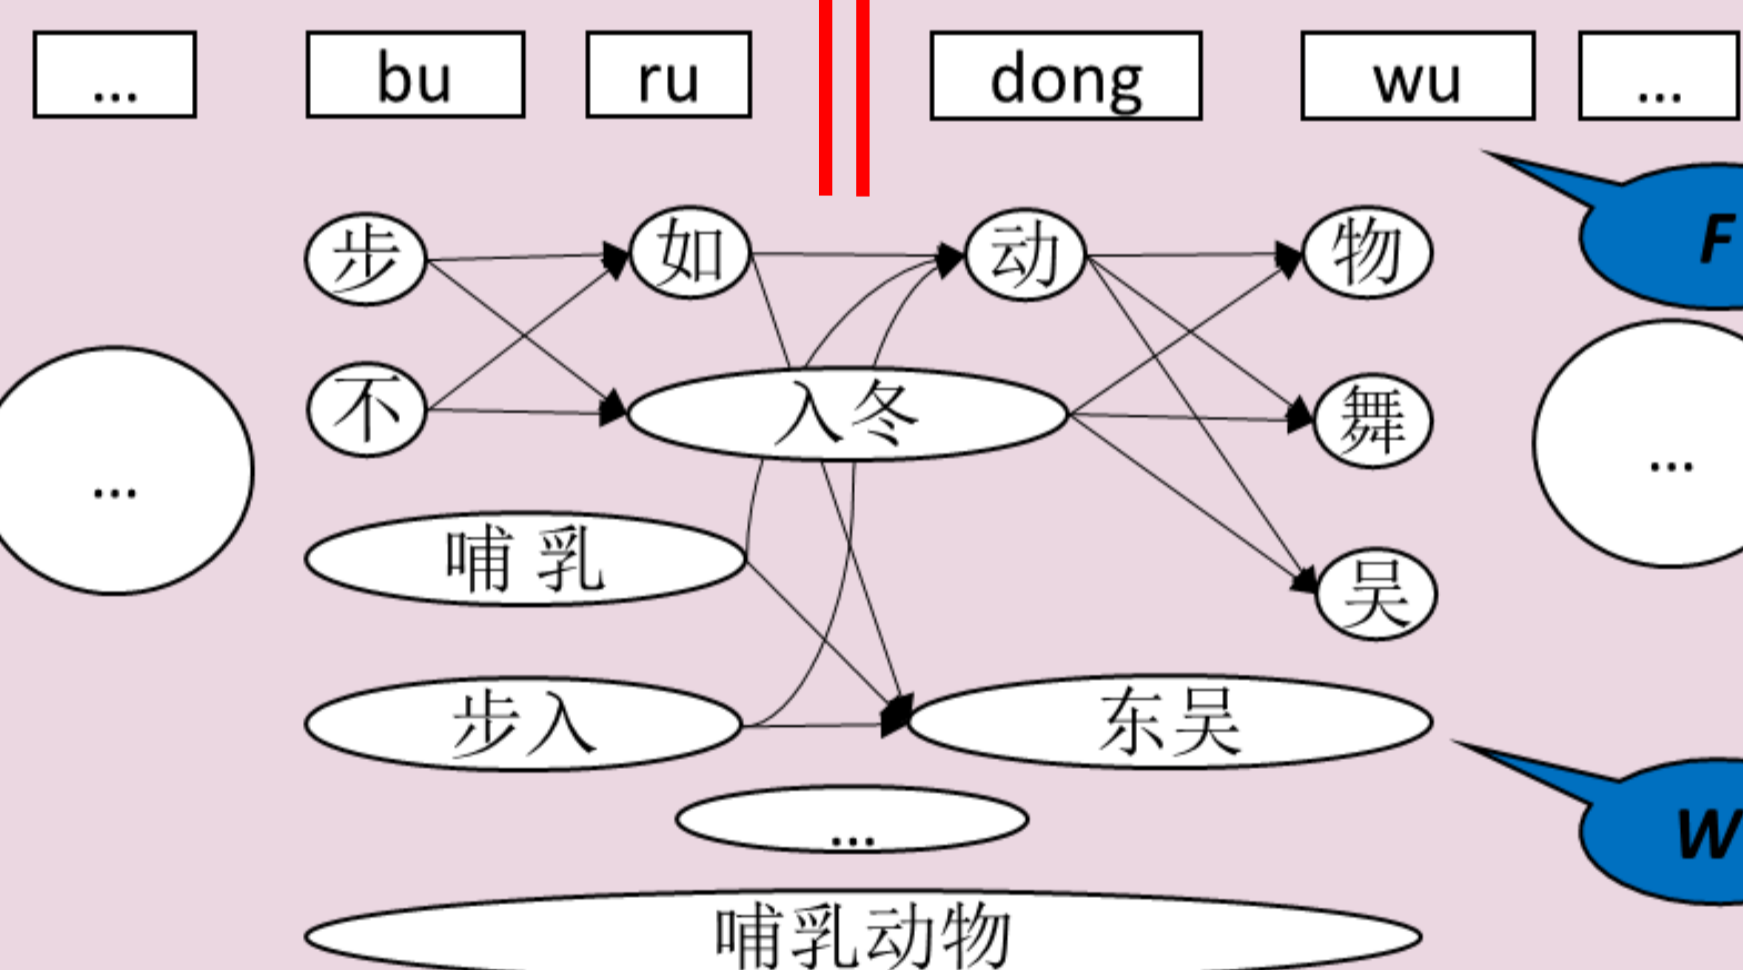 ... bu ru dong wu ...
F
步 如 动 物
不 入冬 舞
... ...
哺 乳 吴
步入 东吴
W
...
哺乳动物